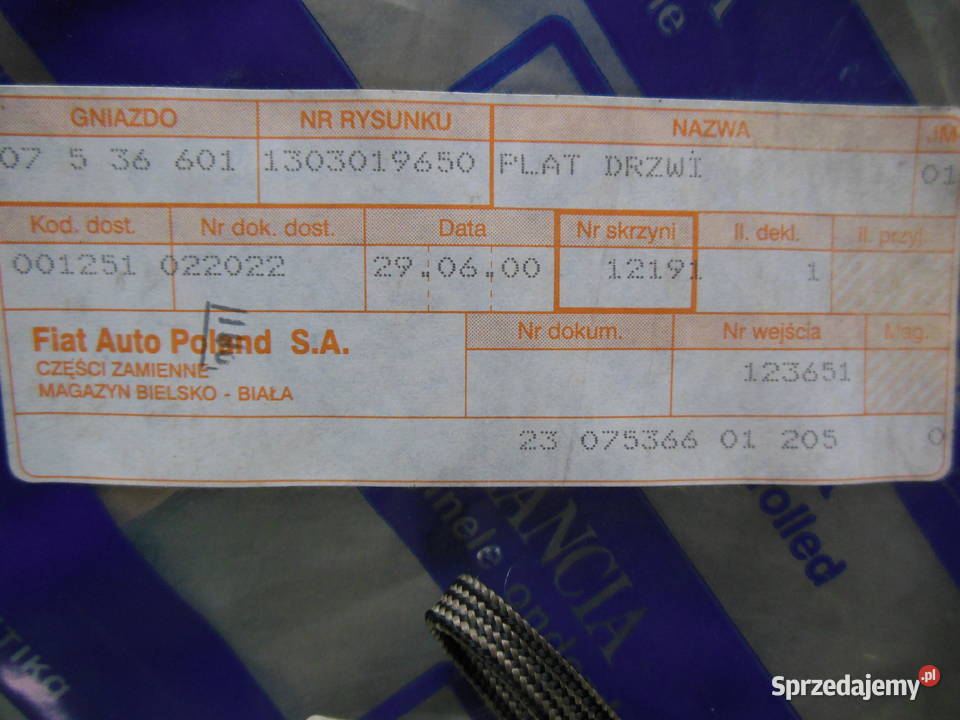 GNIAZDO NR RYSUNKU NAZWA JM
07 5 36 601 1303019650 PLAT DRZWI 01
Kod. dost. Nr dok. dost. Data Nr skrzyni Il. dekl. Il. przyj.
001251 022022 29.06.00 12191 1
Fiat Auto Poland S.A. Nr dokum. Nr wejścia Mag.
CZĘŚCI ZAMIENNE 123651
MAGAZYN BIELSKO - BIAŁA
23 075366 01 205 0
olled
Sprzedajemy.pl